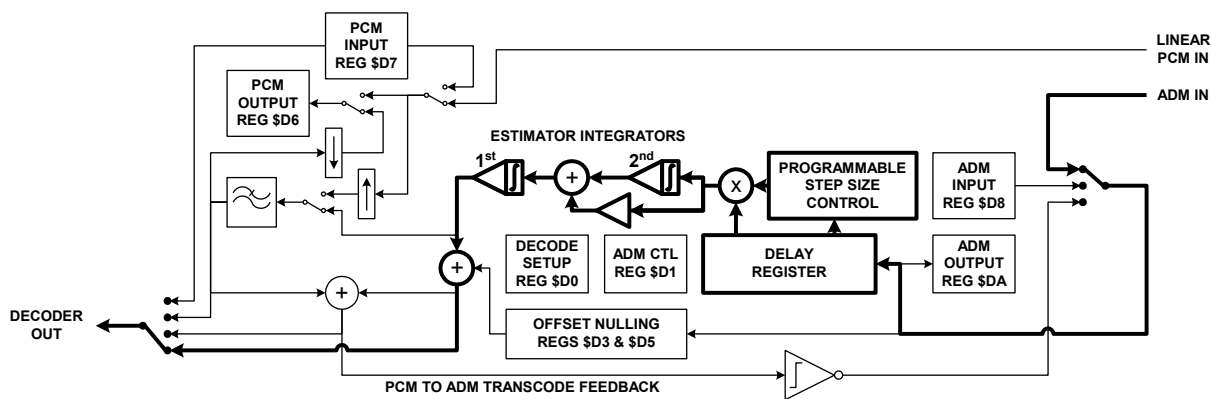 PCM
INPUT
REG $D7
LINEAR
PCM IN
PCM
OUTPUT
REG $D6
ADM IN
ESTIMATOR INTEGRATORS
1st
2nd
+
X
PROGRAMMABLE
STEP SIZE
CONTROL
ADM
INPUT
REG $D8
DECODE
SETUP
REG $D0
ADM CTL
REG $D1
DELAY
REGISTER
ADM
OUTPUT
REG $DA
+
+
DECODER
OUT
OFFSET NULLING
REGS $D3 & $D5
PCM TO ADM TRANSCODE FEEDBACK